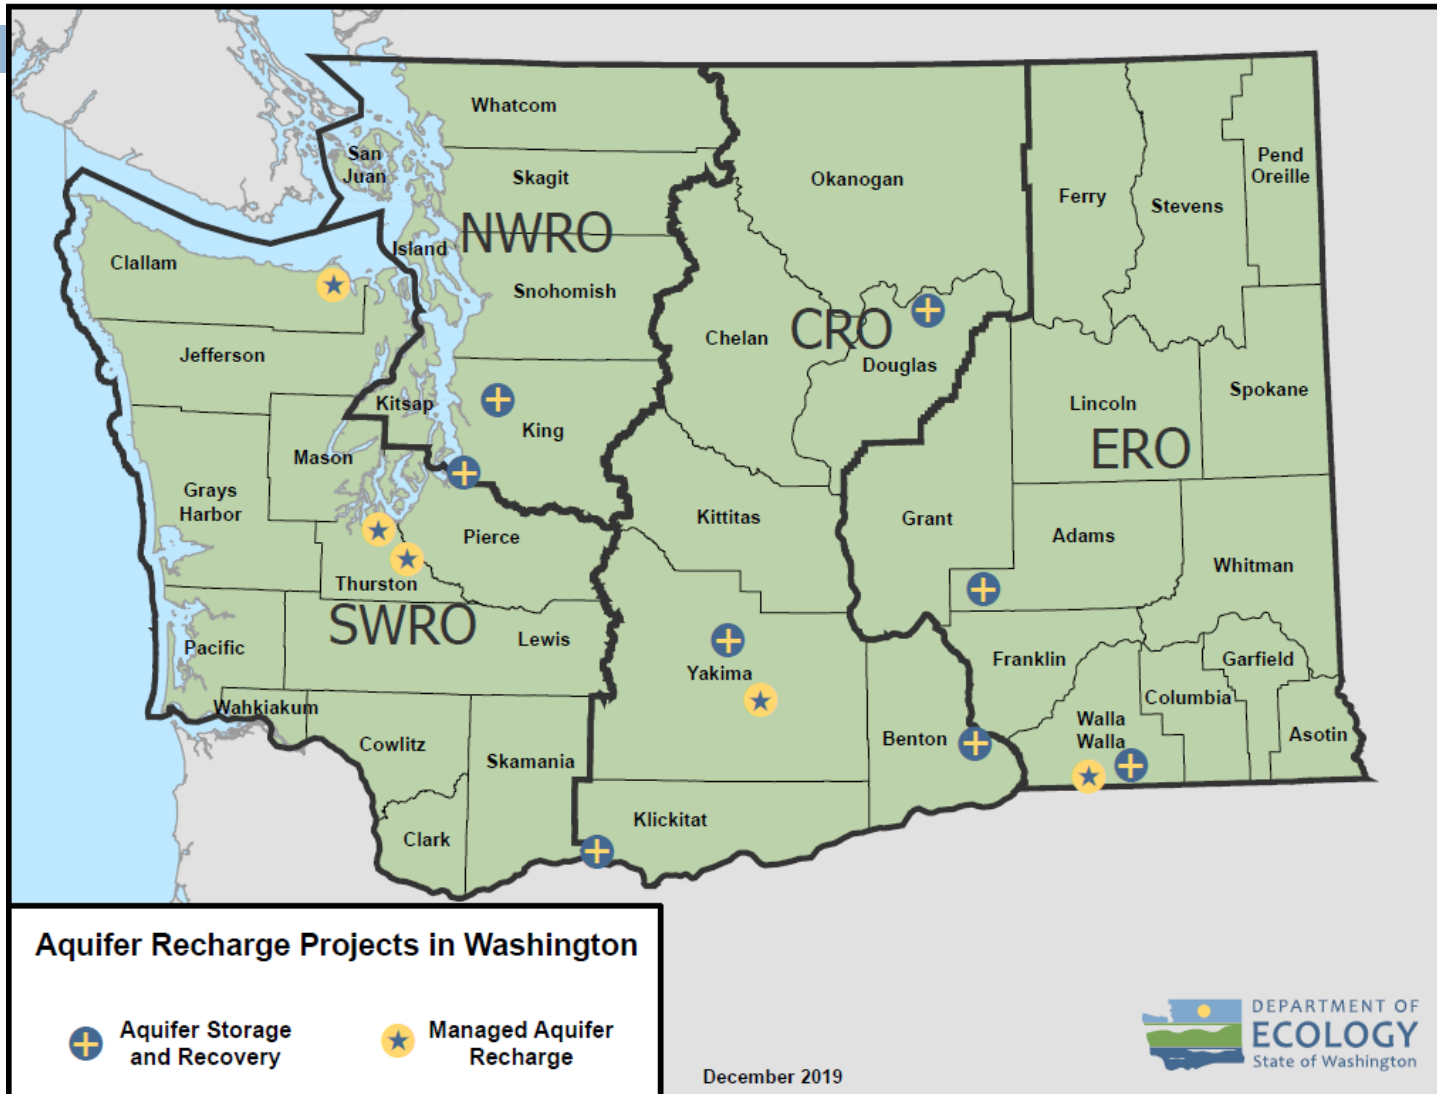 Whatcom
San
Juan
Skagit
Okanogan
Ferry
Stevens
Pend
Oreille
NWRO
Island
Clallam
Snohomish
Chelan
CRO
Douglas
Jefferson
Kitsap
King
Lincoln
Spokane
ERO
Mason
Grays
Harbor
Kittitas
Grant
Adams
Pierce
Whitman
Thurston
SWRO
Lewis
Pacific
Yakima
Franklin
Garfield
Columbia
Wahkiakum
Walla
Walla
Asotin
Cowlitz
Skamania
Benton
Klickitat
Clark
Aquifer Recharge Projects in Washington
Aquifer Storage
and Recovery
Managed Aquifer
Recharge
December 2019
DEPARTMENT OF
ECOLOGY
State of Washington